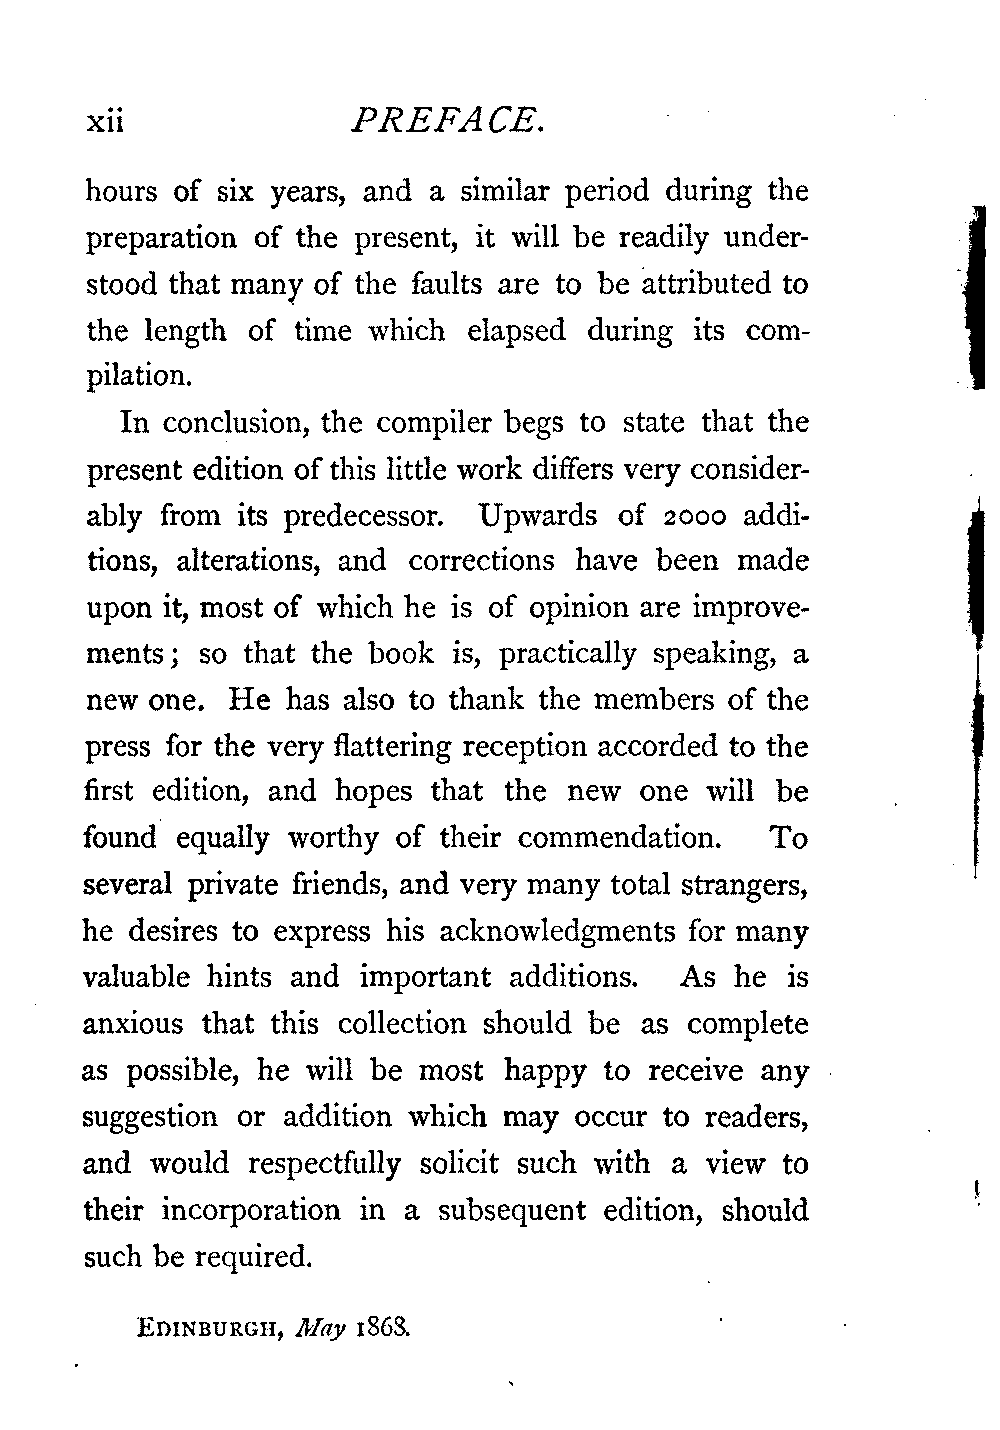 xii PREFACE.
hours of six years, and a similar period during the
preparation of the present, it will be readily under-
stood that many of the faults are to be attributed to
the length of time which elapsed during its com-
pilation.
In conclusion, the compiler begs to state that the
present edition of this little work differs very consider-
ably from its predecessor. Upwards of 2000 addi-
tions, alterations, and corrections have been made
upon it, most of which he is of opinion are improve-
ments; so that the book is, practically speaking, a
new one. He has also to thank the members of the
press for the very flattering reception accorded to the
first edition, and hopes that the new one will be
found equally worthy of their commendation. To
several private friends, and very many total strangers,
he desires to express his acknowledgments for many
valuable hints and important additions. As he is
anxious that this collection should be as complete
as possible, he will be most happy to receive any
suggestion or addition which may occur to readers,
and would respectfully solicit such with a view to
their incorporation in a subsequent edition, should
such be required.
EDINBURGH, May 1868.